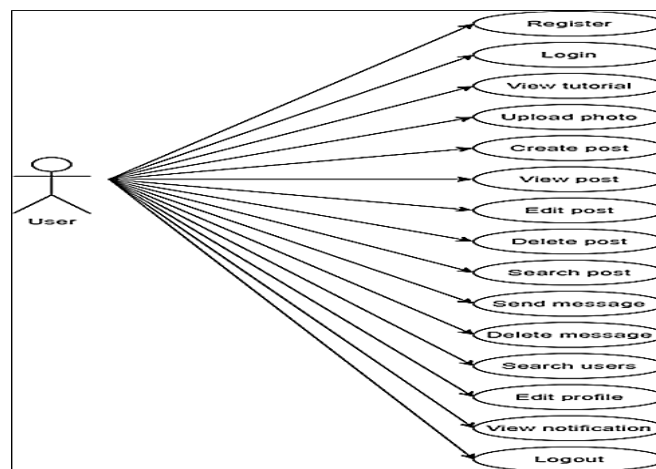 Register
Login
View tutorial
Upload photo
Create post
View post
User
Edit post
Delete post
Search post
Send message
Delete message
Search users
Edit profile
View notification
Logout